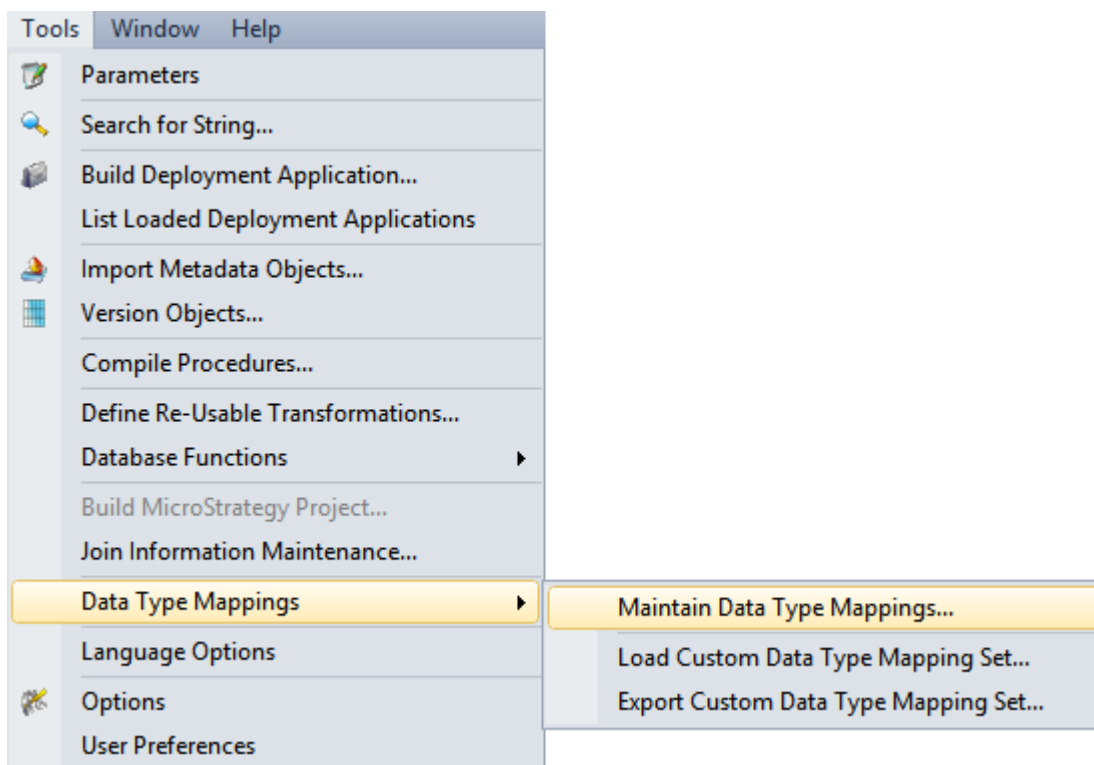 Tools Window Help
Parameters
Search for String...
Build Deployment Application...
List Loaded Deployment Applications
Import Metadata Objects...
Version Objects...
Compile Procedures...
Define Re-Usable Transformations...
Database Functions
Build MicroStrategy Project...
Join Information Maintenance...
Data Type Mappings
Maintain Data Type Mappings...
Load Custom Data Type Mapping Set...
Export Custom Data Type Mapping Set...
Language Options
Options
User Preferences